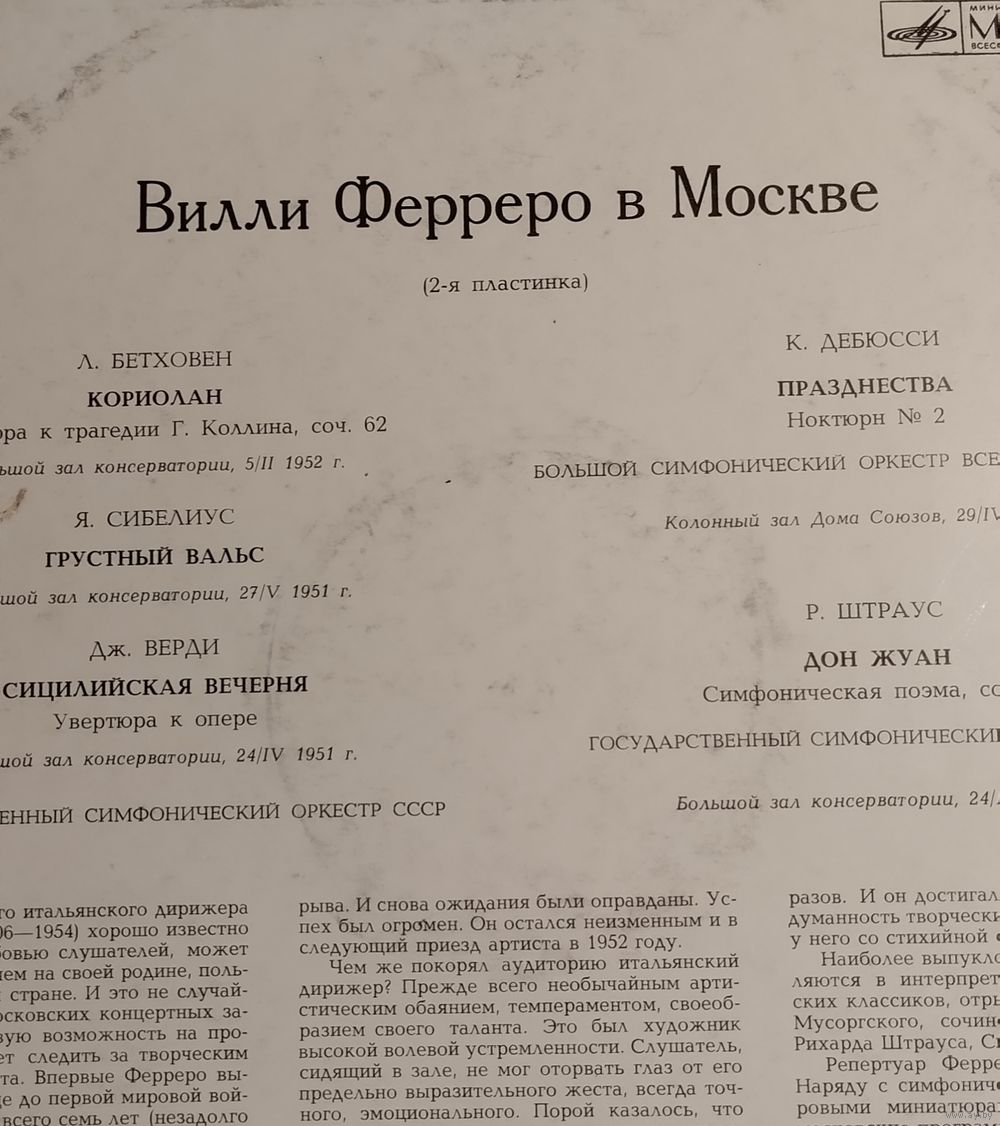 Вилли Ферреро в Москве
(2-я пластинка)
Л. БЕТХОВЕН
КОРИОЛАН
к трагедии Г. Коллина, соч. 62
зал консерватории, 5/II 1952 г.
Я. СИБЕЛИУС
ГРУСТНЫЙ ВАЛЬС
зал консерватории, 27/V 1951 г.
Дж. ВЕРДИ
СИЦИЛИЙСКАЯ ВЕЧЕРНЯ
Увертюра к опере
зал консерватории, 24/IV 1951 г.
СИМФОНИЧЕСКИЙ ОРКЕСТР СССР
К. ДЕБЮССИ
ПРАЗДНЕСТВА
Ноктюрн № 2
БОЛЬШОЙ СИМФОНИЧЕСКИЙ ОРКЕСТР ВСЕ
Колонный зал Дома Союзов, 29/IV
Р. ШТРАУС
ДОН ЖУАН
Симфоническая поэма, со
ГОСУДАРСТВЕННЫЙ СИМФОНИЧЕСКИ
Большой зал консерватории, 24/
го итальянского дирижера
06—1954) хорошо известно
бовью слушателей, может
ем на своей родине, поль-
стране. И это не случай-
осковских концертных за-
вую возможность на про-
ет следить за творческим
та. Впервые Ферреро вы-
е до первой мировой вой-
всего семь лет (незадолго
рыва. И снова ожидания были оправданы. Ус-
пех был огромен. Он остался неизменным и в
следующий приезд артиста в 1952 году.
Чем же покорял аудиторию итальянский
дирижер? Прежде всего необычайным арти-
стическим обаянием, темпераментом, своеоб-
разием своего таланта. Это был художник
высокой волевой устремленности. Слушатель,
сидящий в зале, не мог оторвать глаз от его
предельно выразительного жеста, всегда точ-
ного, эмоционального. Порой казалось, что
разов. И он достигал
думанность творчески
у него со стихийной
Наиболее выпукло
ляются в интерпрет
ских классиков, отры
Мусоргского, сочин
Рихарда Штрауса, Си
Репертуар Ферре
Наряду с симфонич
ровыми миниатюра
www.ay.by